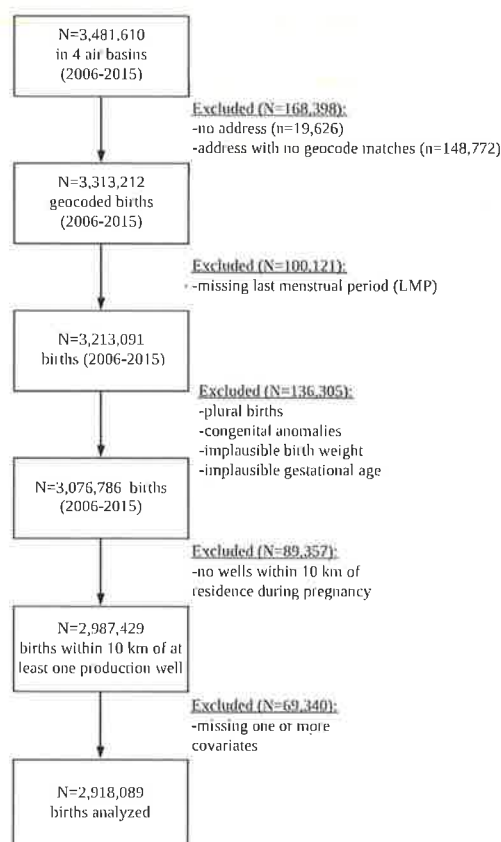 N=3,481,610
in 4 air basins
(2006-2015)
Excluded (N=168,398):
-no address (n=19,626)
-address with no geocode matches (n=148,772)
N=3,313,212
geocoded births
(2006-2015)
Excluded (N=100,121):
-missing last menstrual period (LMP)
N=3,213,091
births (2006-2015)
Excluded (N=136,305):
-plural births
-congenital anomalies
-implausible birth weight
-implausible gestational age
N=3,076,786 births
(2006-2015)
Excluded (N=89,357):
-no wells within 10 km of
residence during pregnancy
N=2,987,429
births within 10 km of at
least one production well
Excluded (N=69,340):
-missing one or more
covariates
N=2,918,089
births analyzed